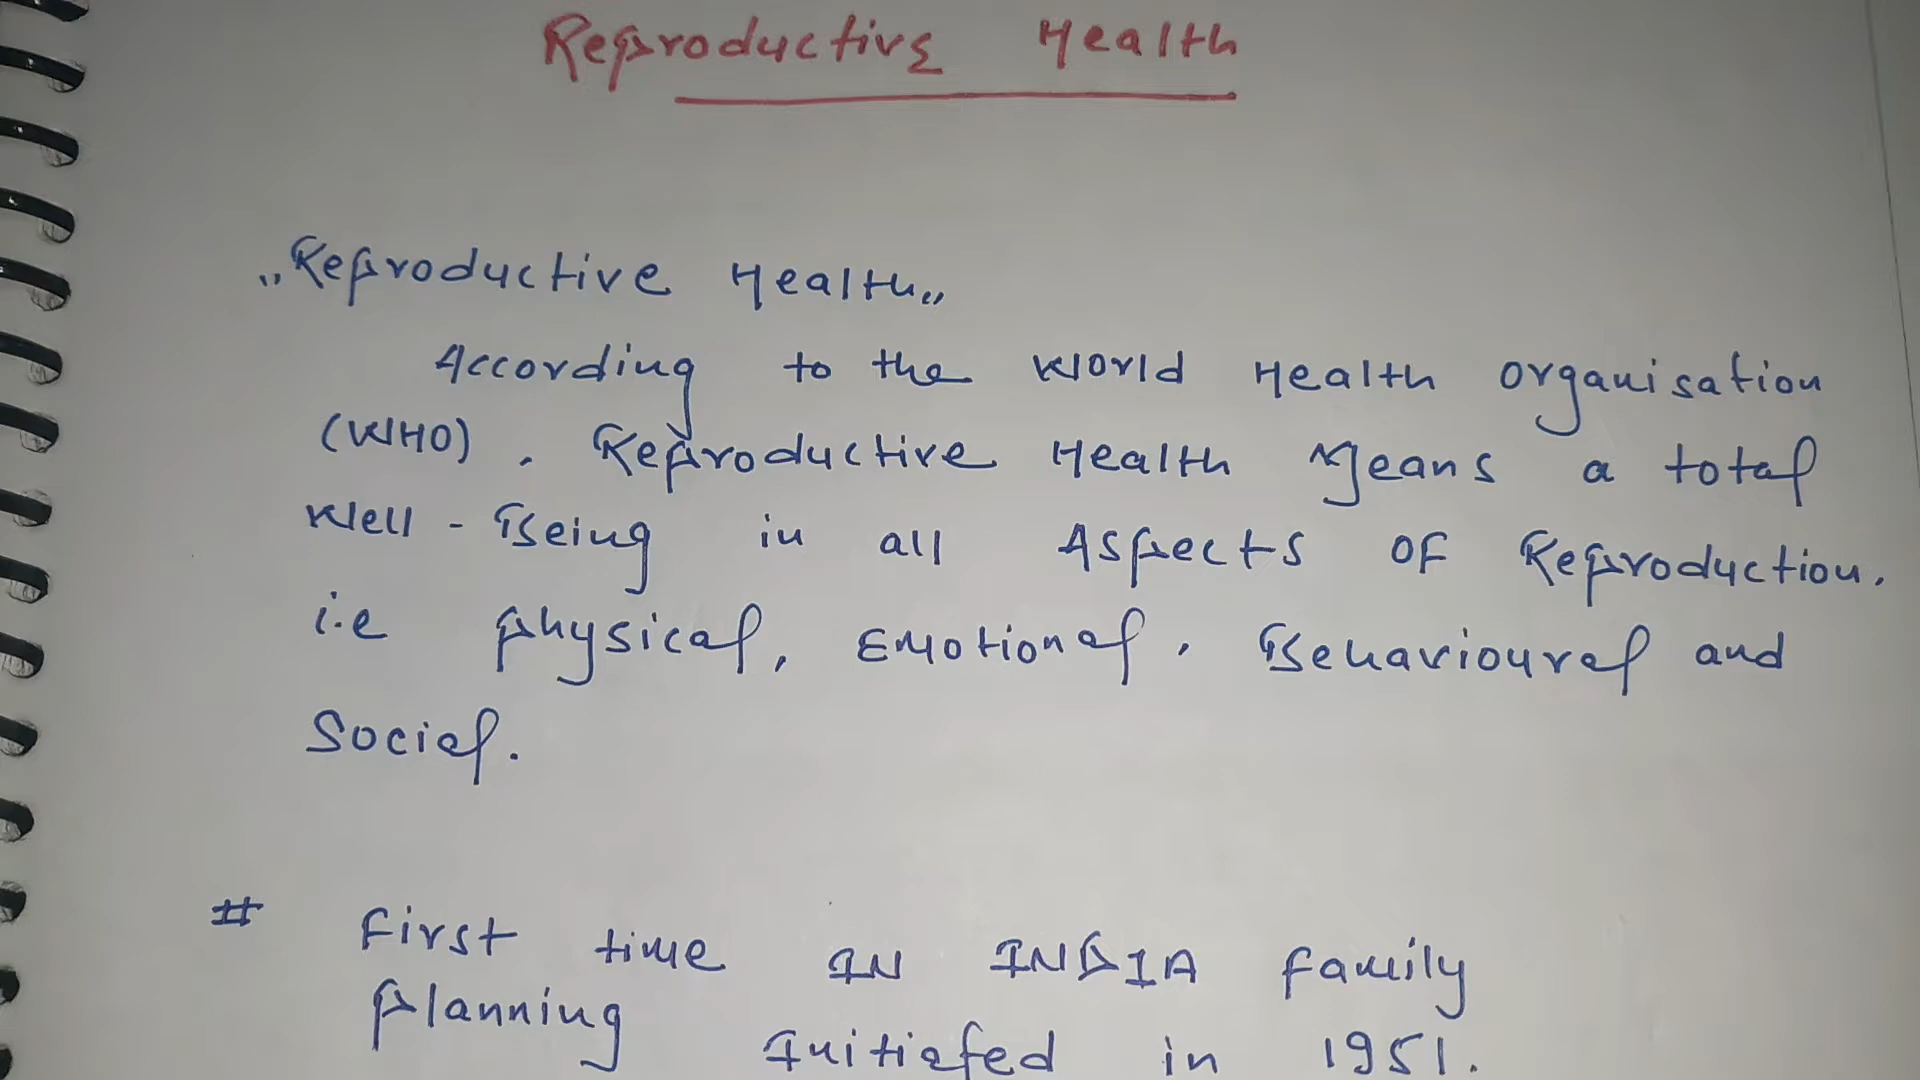 Reproductive Health
"Reproductive Health"
According to the World Health Organisation
(WHO), Reproductive Health Means a total
Well-Being in all Aspects OF Reproduction.
i.e physical, Emotional, Behavioural and
Social.
# First time IN INDIA family
planning Initiated in 1951.